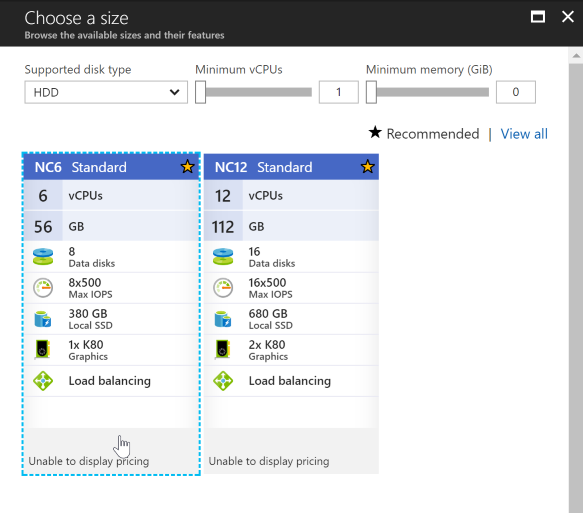 Choose a size
Browse the available sizes and their features
Supported disk type
Minimum vCPUs
Minimum memory (GiB)
HDD
1
0
Recommended | View all
NC6 Standard
6 vCPUs
56 GB
8
Data disks
8x500
Max IOPS
380 GB
Local SSD
1x K80
Graphics
Load balancing
Unable to display pricing
NC12 Standard
12 vCPUs
112 GB
16
Data disks
16x500
Max IOPS
680 GB
Local SSD
2x K80
Graphics
Load balancing
Unable to display pricing